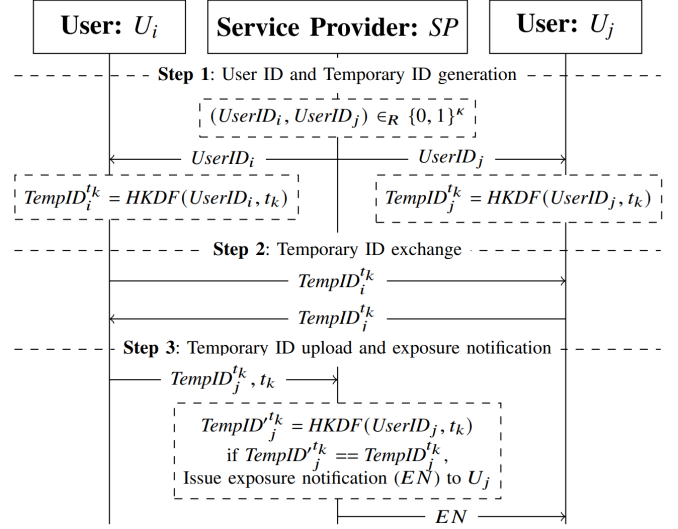 User: U_i
Service Provider: SP
User: U_j
Step 1: User ID and Temporary ID generation
(UserID_i, UserID_j) ∈_R {0, 1}^κ
UserID_i
UserID_j
TempID_i^{t_k} = HKDF(UserID_i, t_k)
TempID_j^{t_k} = HKDF(UserID_j, t_k)
Step 2: Temporary ID exchange
TempID_i^{t_k}
TempID_j^{t_k}
Step 3: Temporary ID upload and exposure notification
TempID_j^{t_k}, t_k
TempID'_j^{t_k} = HKDF(UserID_j, t_k)
if TempID'_j^{t_k} == TempID_j^{t_k},
Issue exposure notification (EN) to U_j
EN